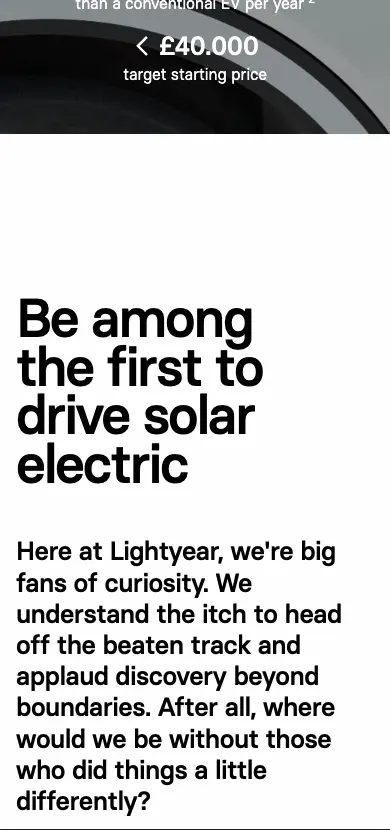 than a conventional EV per year ²
< £40.000
target starting price
Be among
the first to
drive solar
electric
Here at Lightyear, we're big
fans of curiosity. We
understand the itch to head
off the beaten track and
applaud discovery beyond
boundaries. After all, where
would we be without those
who did things a little
differently?